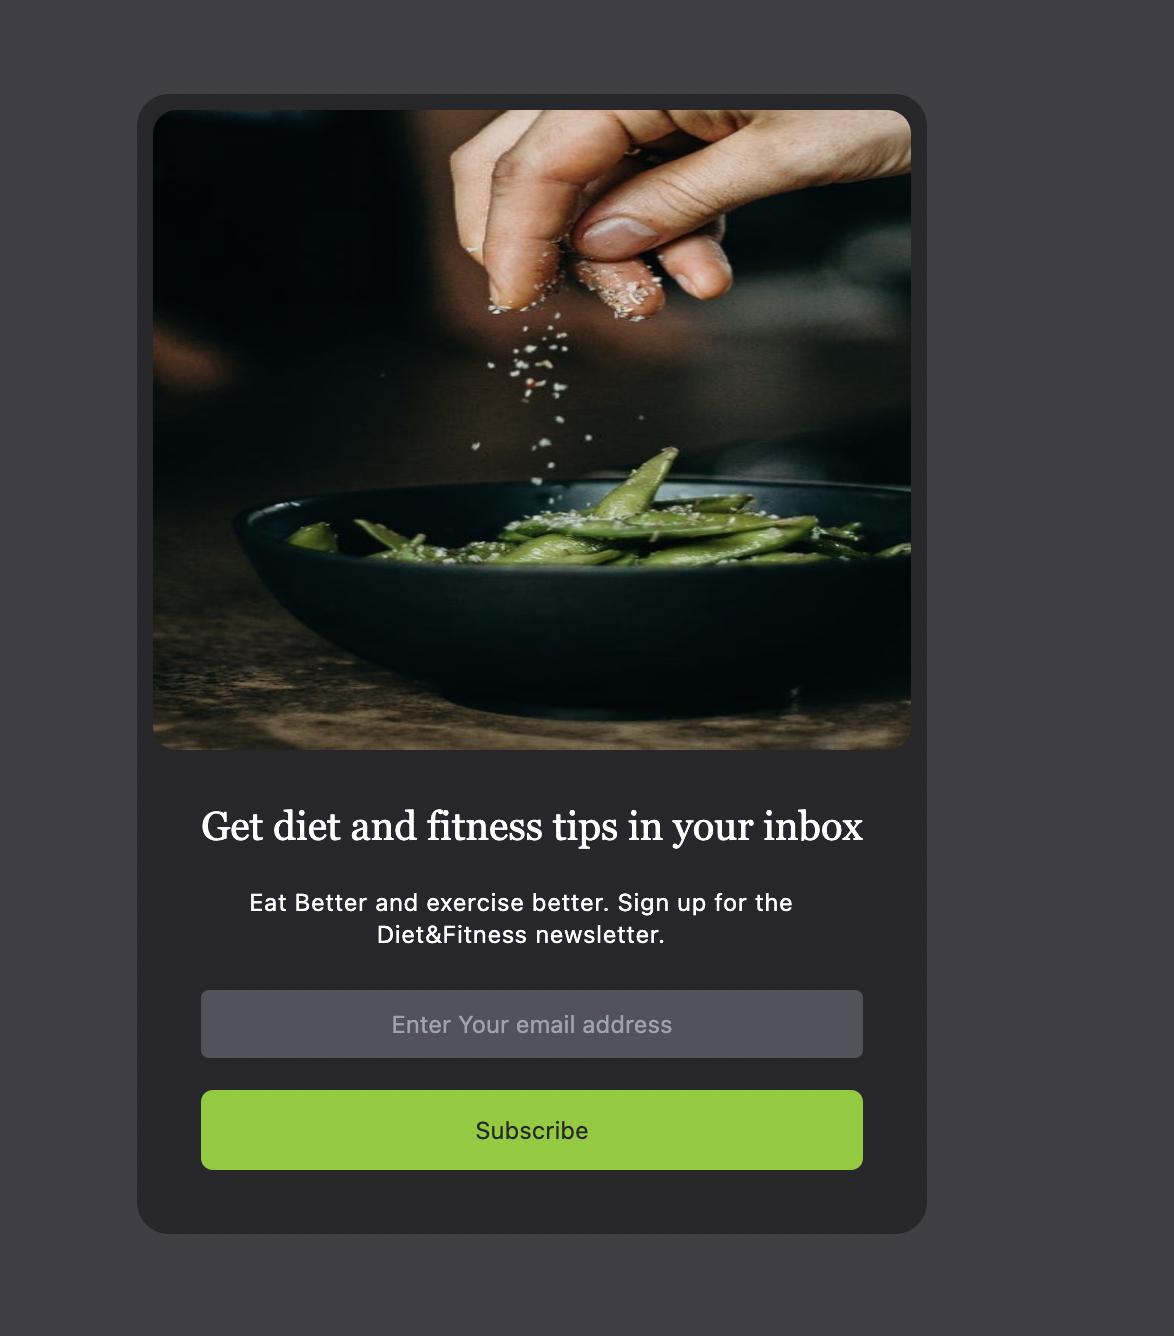 Get diet and fitness tips in your inbox
Eat Better and exercise better. Sign up for the
Diet&Fitness newsletter.
Enter Your email address
Subscribe